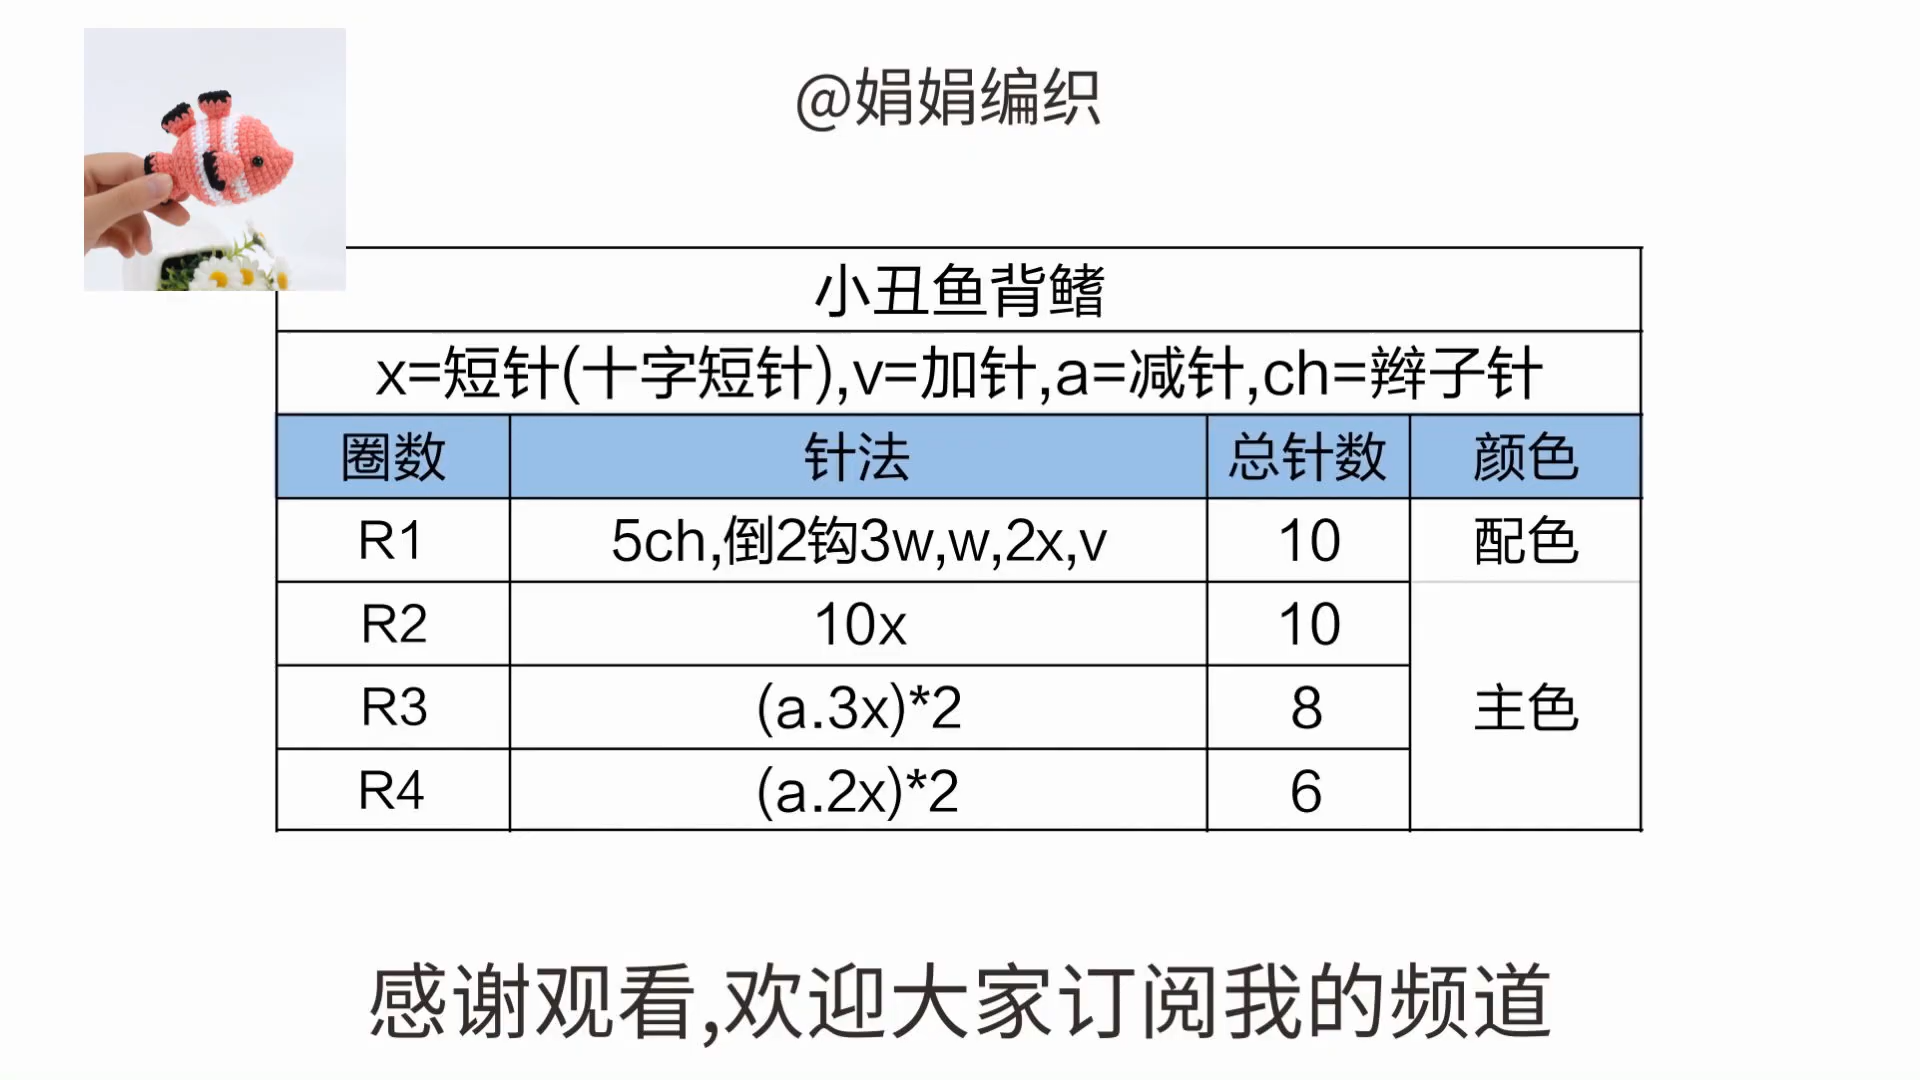 @娟娟编织
小丑鱼背鳍
x=短针(十字短针),v=加针,a=减针,ch=辫子针
圈数 针法 总针数 颜色
R1 5ch,倒2钩3w,w,2x,v 10 配色
R2 10x 10
R3 (a.3x)*2 8 主色
R4 (a.2x)*2 6
感谢观看,欢迎大家订阅我的频道